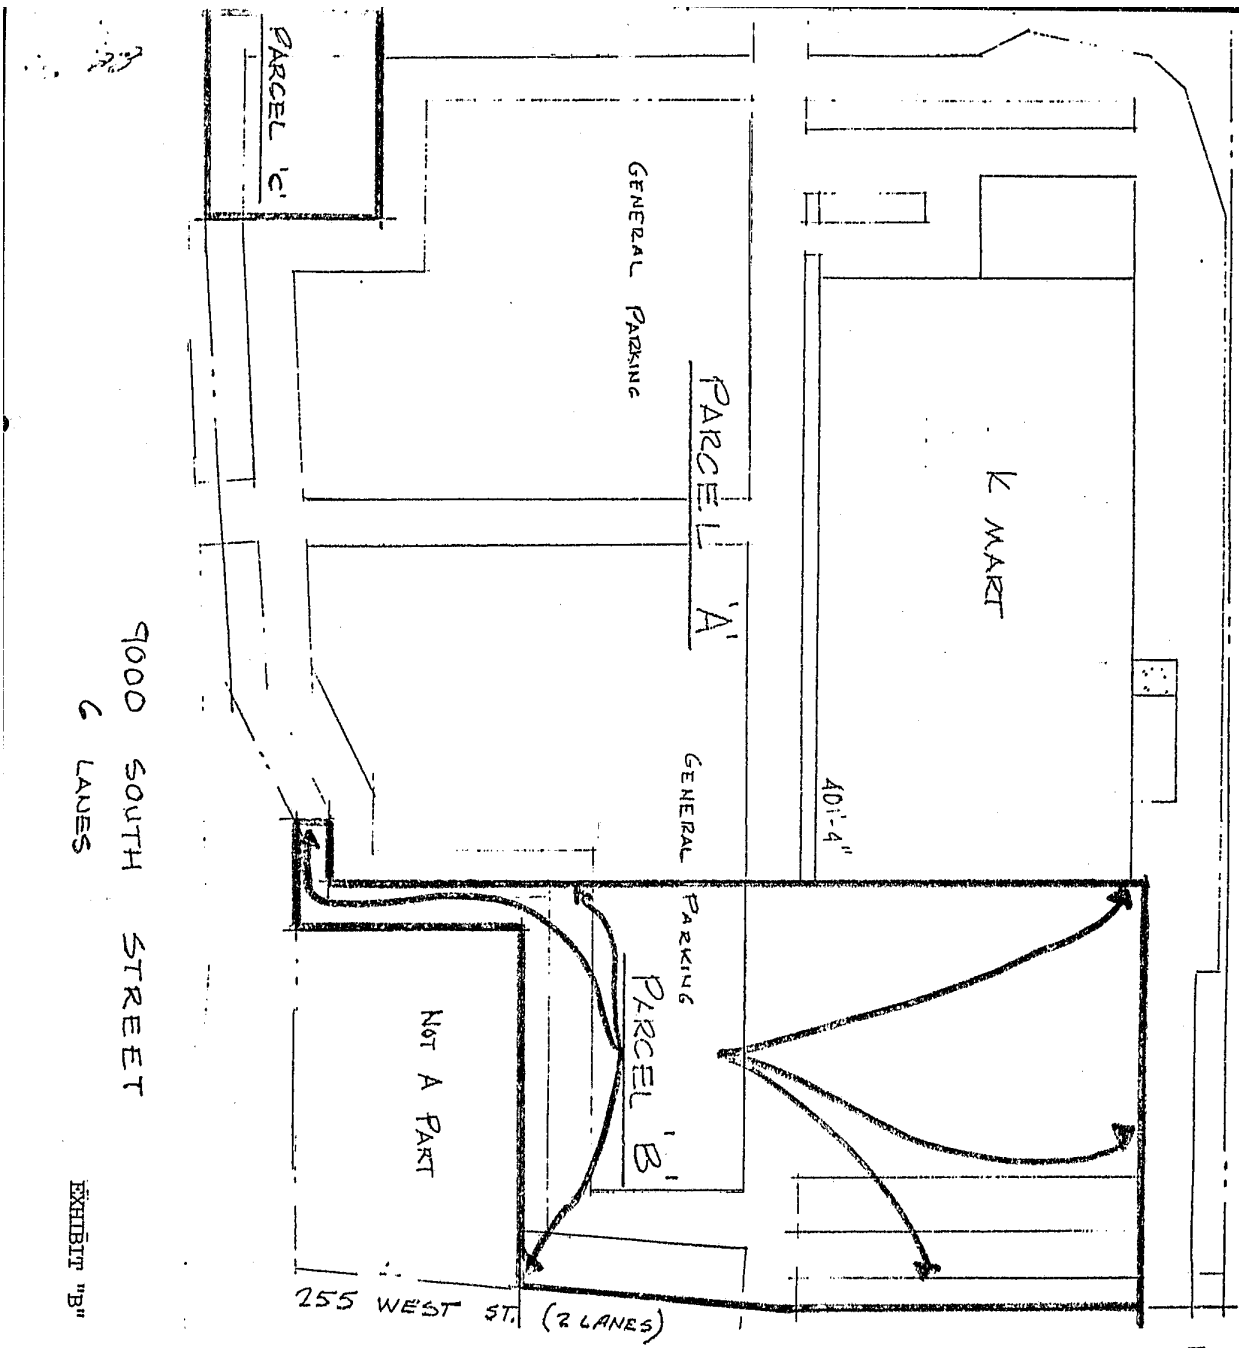 PARCEL 'C'
GENERAL PARKING
PARCEL 'A'
K MART
401'-4"
GENERAL PARKING
PARCEL 'B'
NOT A PART
9000 SOUTH STREET
6 LANES
255 WEST ST. (2 LANES)
EXHIBIT "B"